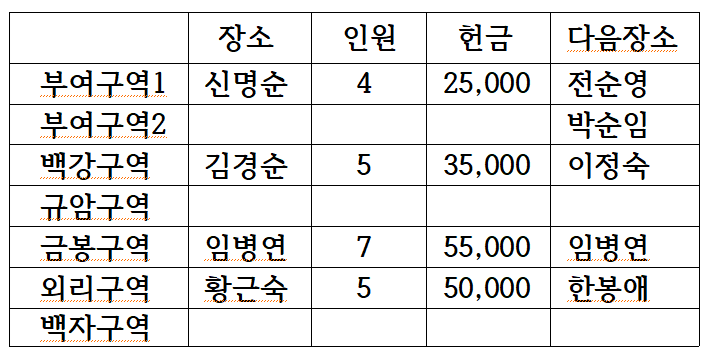 장소 인원 헌금 다음장소
부여구역1 신명순 4 25,000 전순영
부여구역2 박순임
백강구역 김경순 5 35,000 이정숙
규암구역
금봉구역 임병연 7 55,000 임병연
외리구역 황근숙 5 50,000 한봉애
백자구역